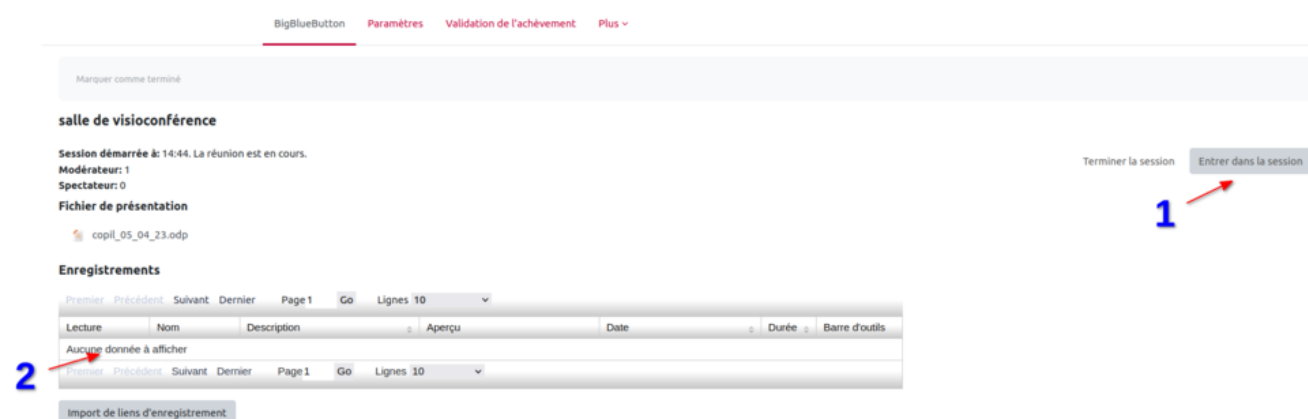 BigBlueButton Paramètres Validation de l'achèvement Plus
Marquer comme terminé
salle de visioconférence
Session démarrée à: 14:44. La réunion est en cours.
Modérateur: 1
Spectateur: 0
Terminer la session Entrer dans la session
1
Fichier de présentation
copil_05_04_23.odp
Enregistrements
Premier Précédent Suivant Dernier Page 1 Go Lignes 10
Lecture Nom Description Aperçu Date Durée Barre d'outils
Aucune donnée à afficher
2
Premier Précédent Suivant Dernier Page 1 Go Lignes 10
Import de liens d'enregistrement